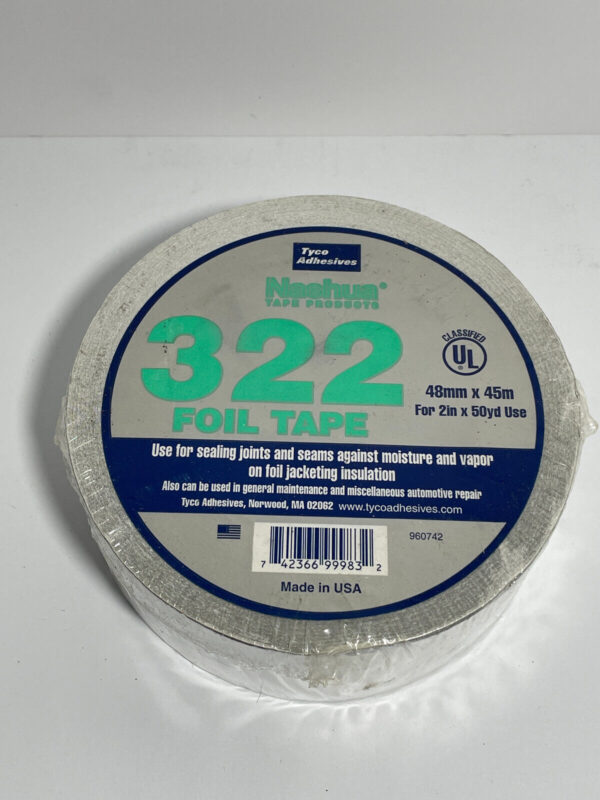 Tyco
Adhesives
Nashua®
TAPE PRODUCTS
322
FOIL TAPE
CLASSIFIED
UL®
48mm x 45m
For 2in x 50yd Use
Use for sealing joints and seams against moisture and vapor
on foil jacketing insulation
Also can be used in general maintenance and miscellaneous automotive repair
Tyco Adhesives, Norwood, MA 02062 www.tycoadhesives.com
960742
7 42366 99983 2
Made in USA